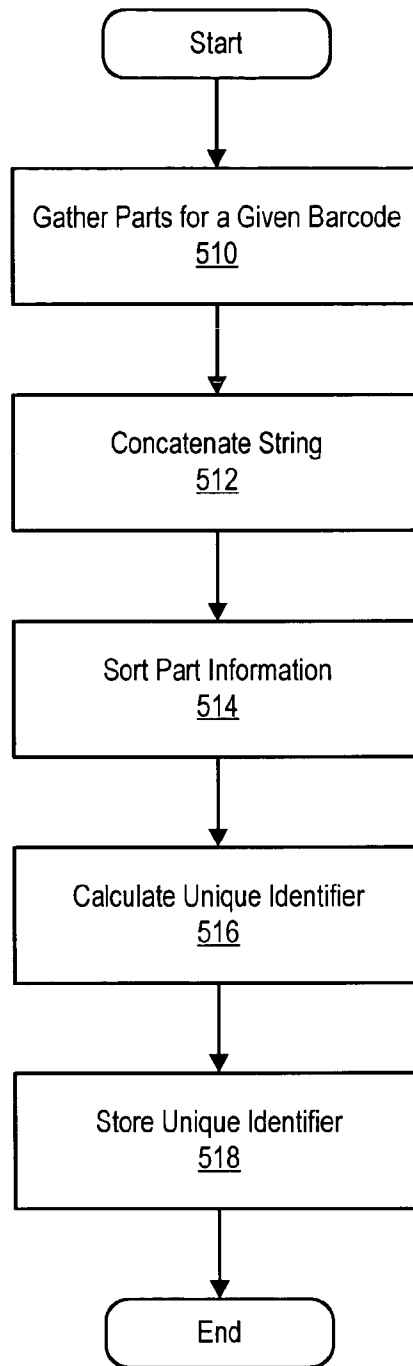 Start
Gather Parts for a Given Barcode
510
Concatenate String
512
Sort Part Information
514
Calculate Unique Identifier
516
Store Unique Identifier
518
End